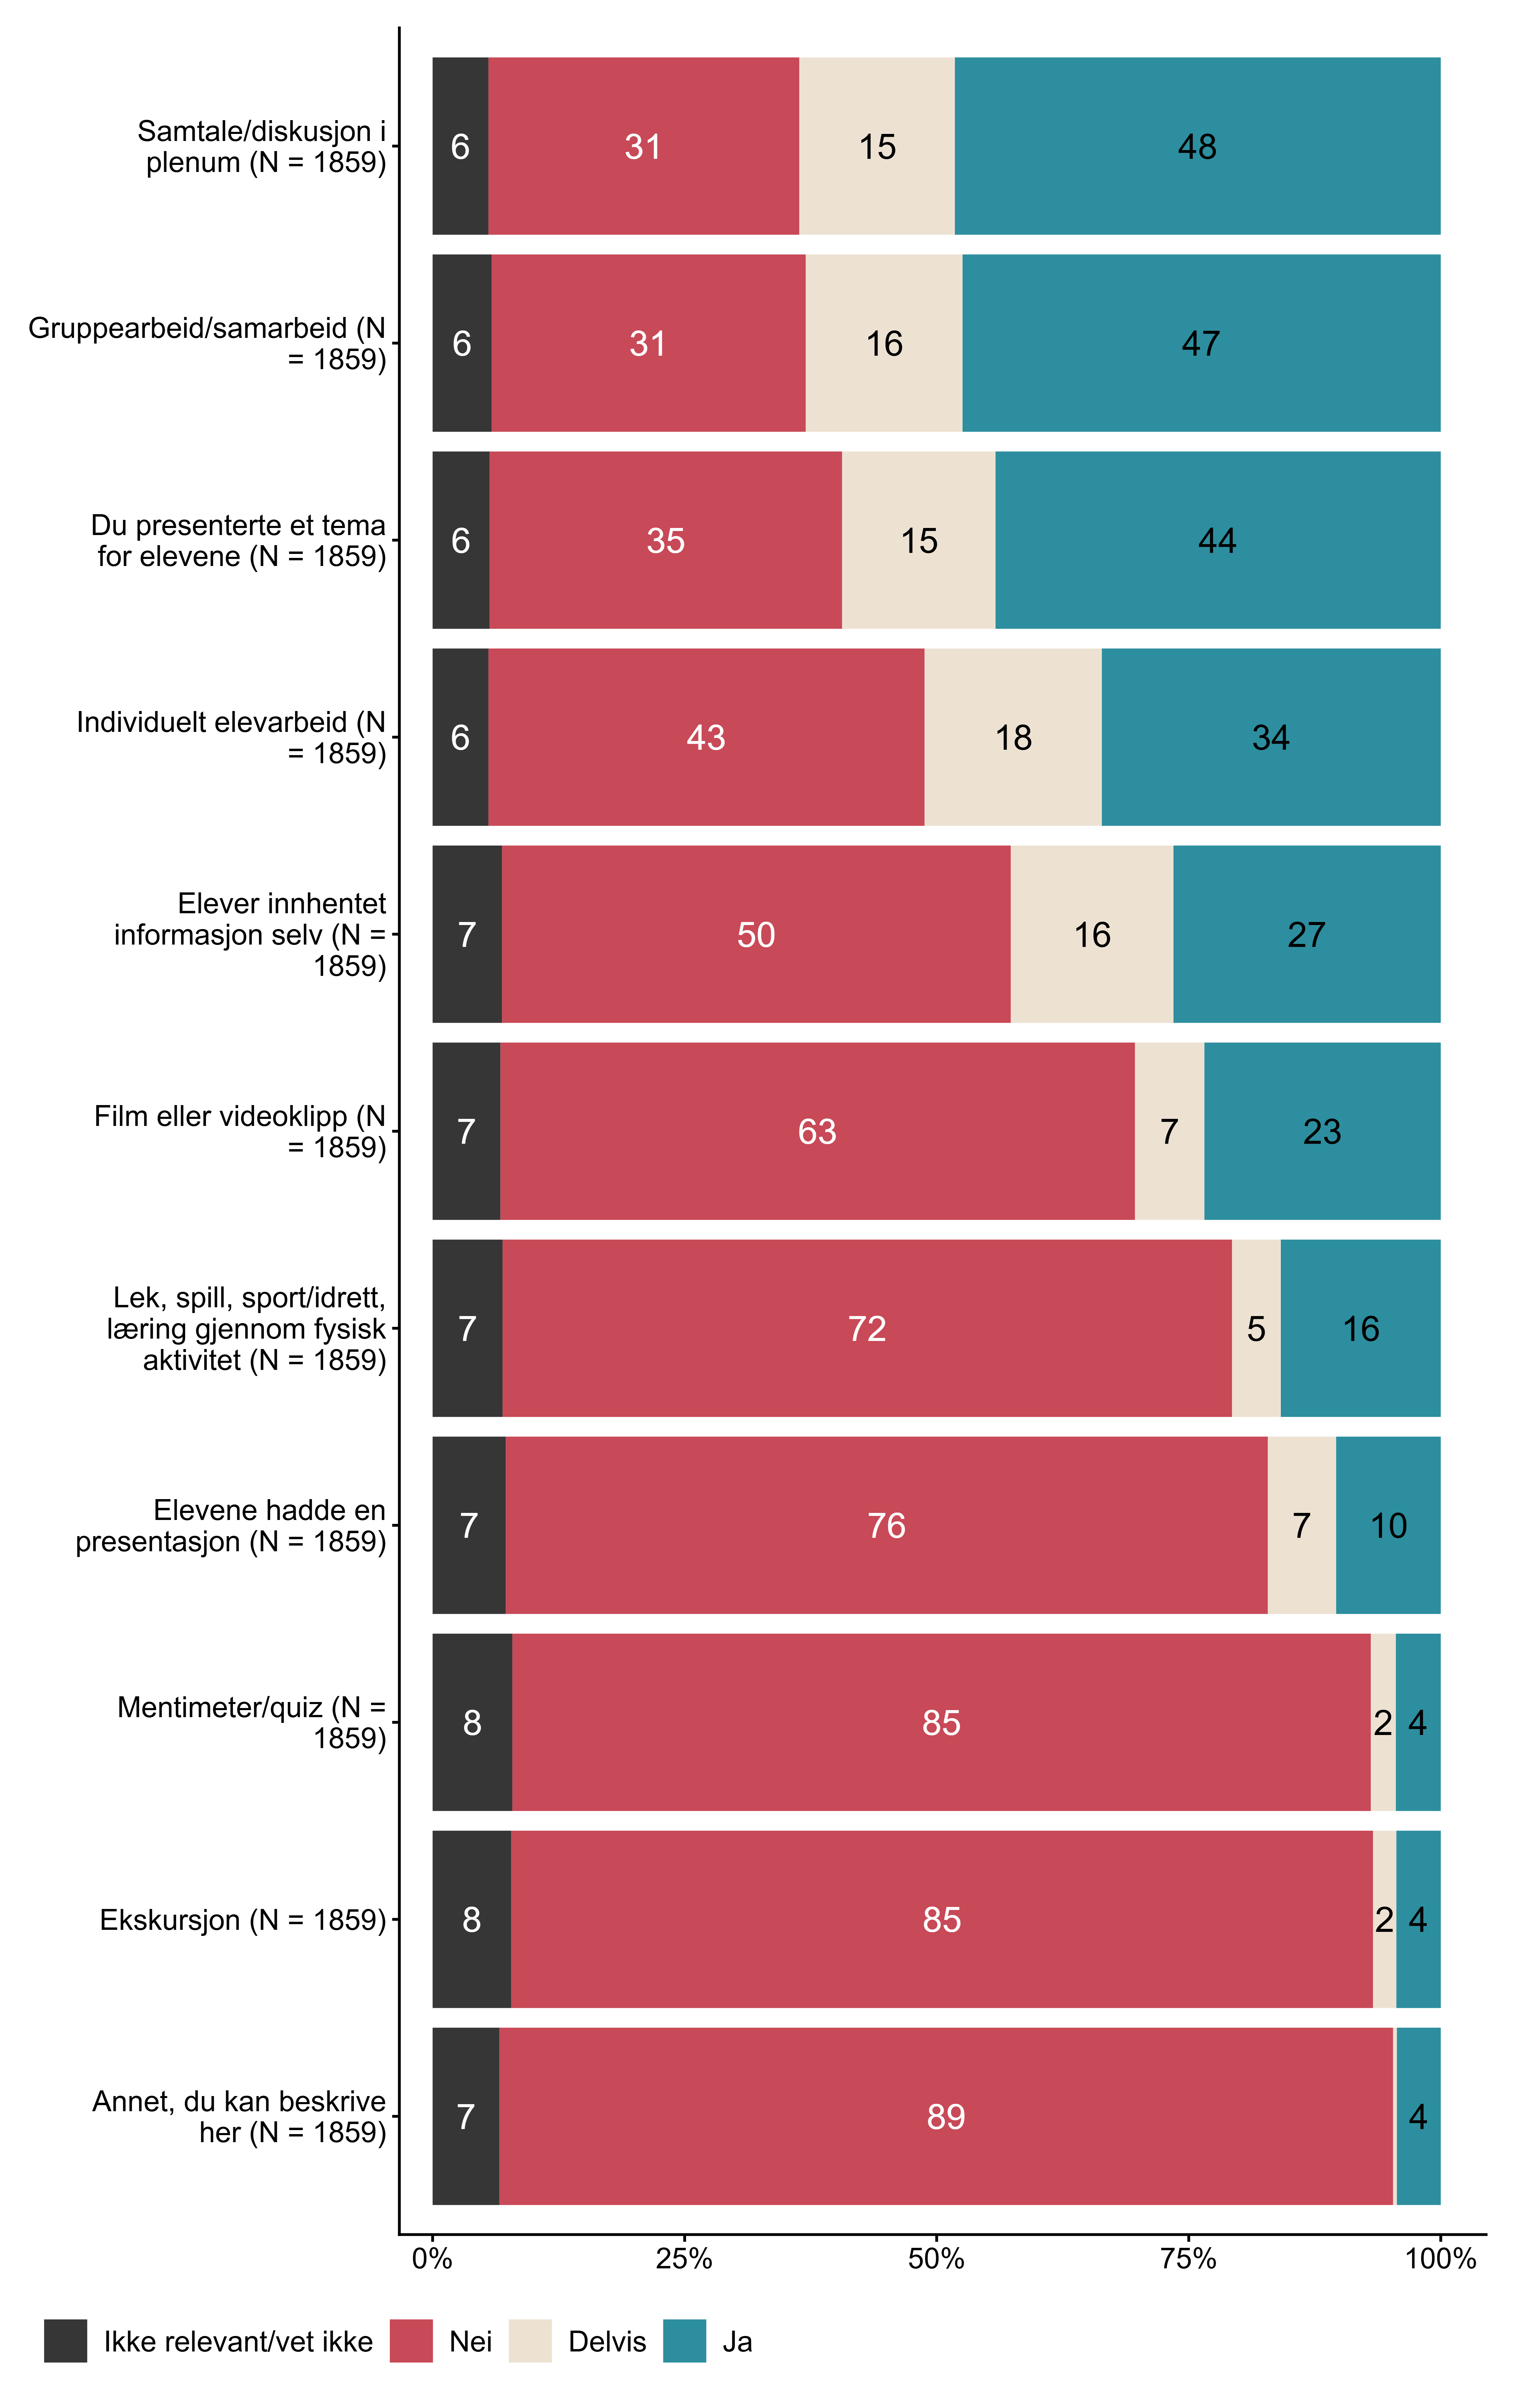 Samtale/diskusjon i
plenum (N = 1859)
6 31 15 48
Gruppearbeid/samarbeid (N
= 1859)
6 31 16 47
Du presenterte et tema
for elevene (N = 1859)
6 35 15 44
Individuelt elevarbeid (N
= 1859)
6 43 18 34
Elever innhentet
informasjon selv (N =
1859)
7 50 16 27
Film eller videoklipp (N
= 1859)
7 63 7 23
Lek, spill, sport/idrett,
læring gjennom fysisk
aktivitet (N = 1859)
7 72 5 16
Elevene hadde en
presentasjon (N = 1859)
7 76 7 10
Mentimeter/quiz (N =
1859)
8 85 2 4
Ekskursjon (N = 1859)
8 85 2 4
Annet, du kan beskrive
her (N = 1859)
7 89 4
0% 25% 50% 75% 100%
Ikke relevant/vet ikke Nei Delvis Ja